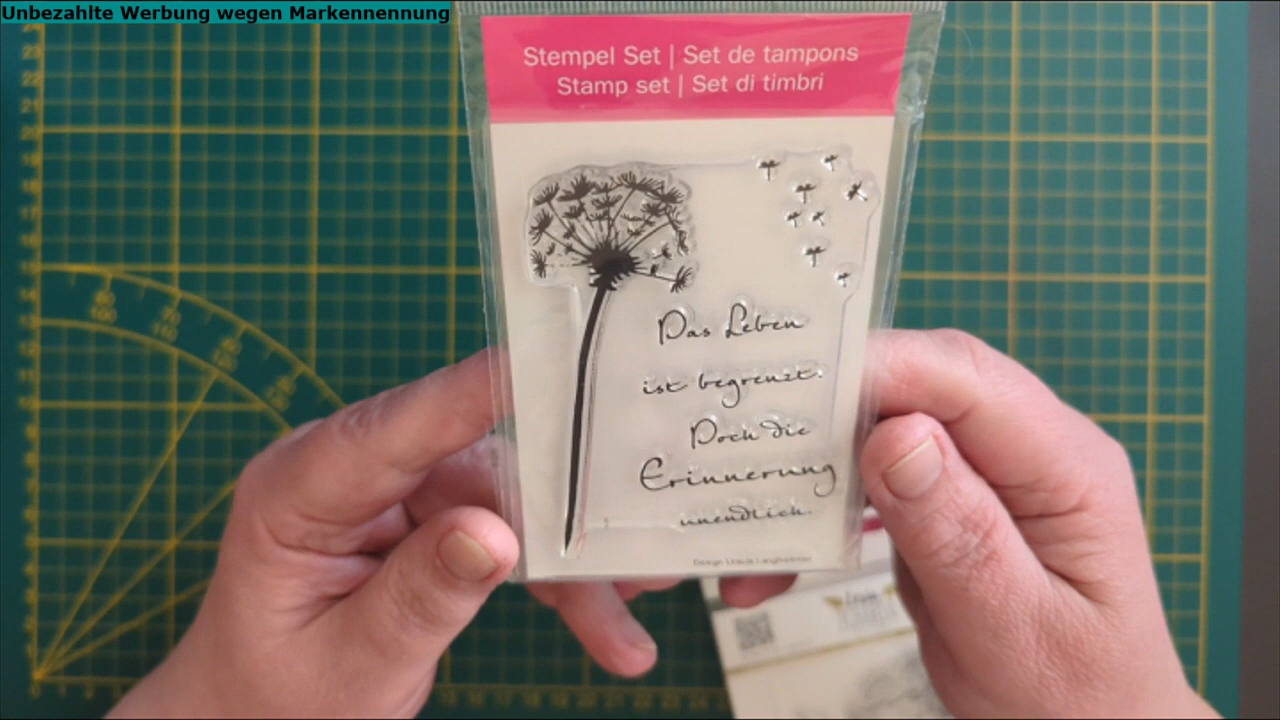 Unbezahlte Werbung wegen Markennennung
Stempel Set | Set de tampons
Stamp set | Set di timbri
Das Leben
ist begrenzt.
Doch die
Erinnerung
unendlich.